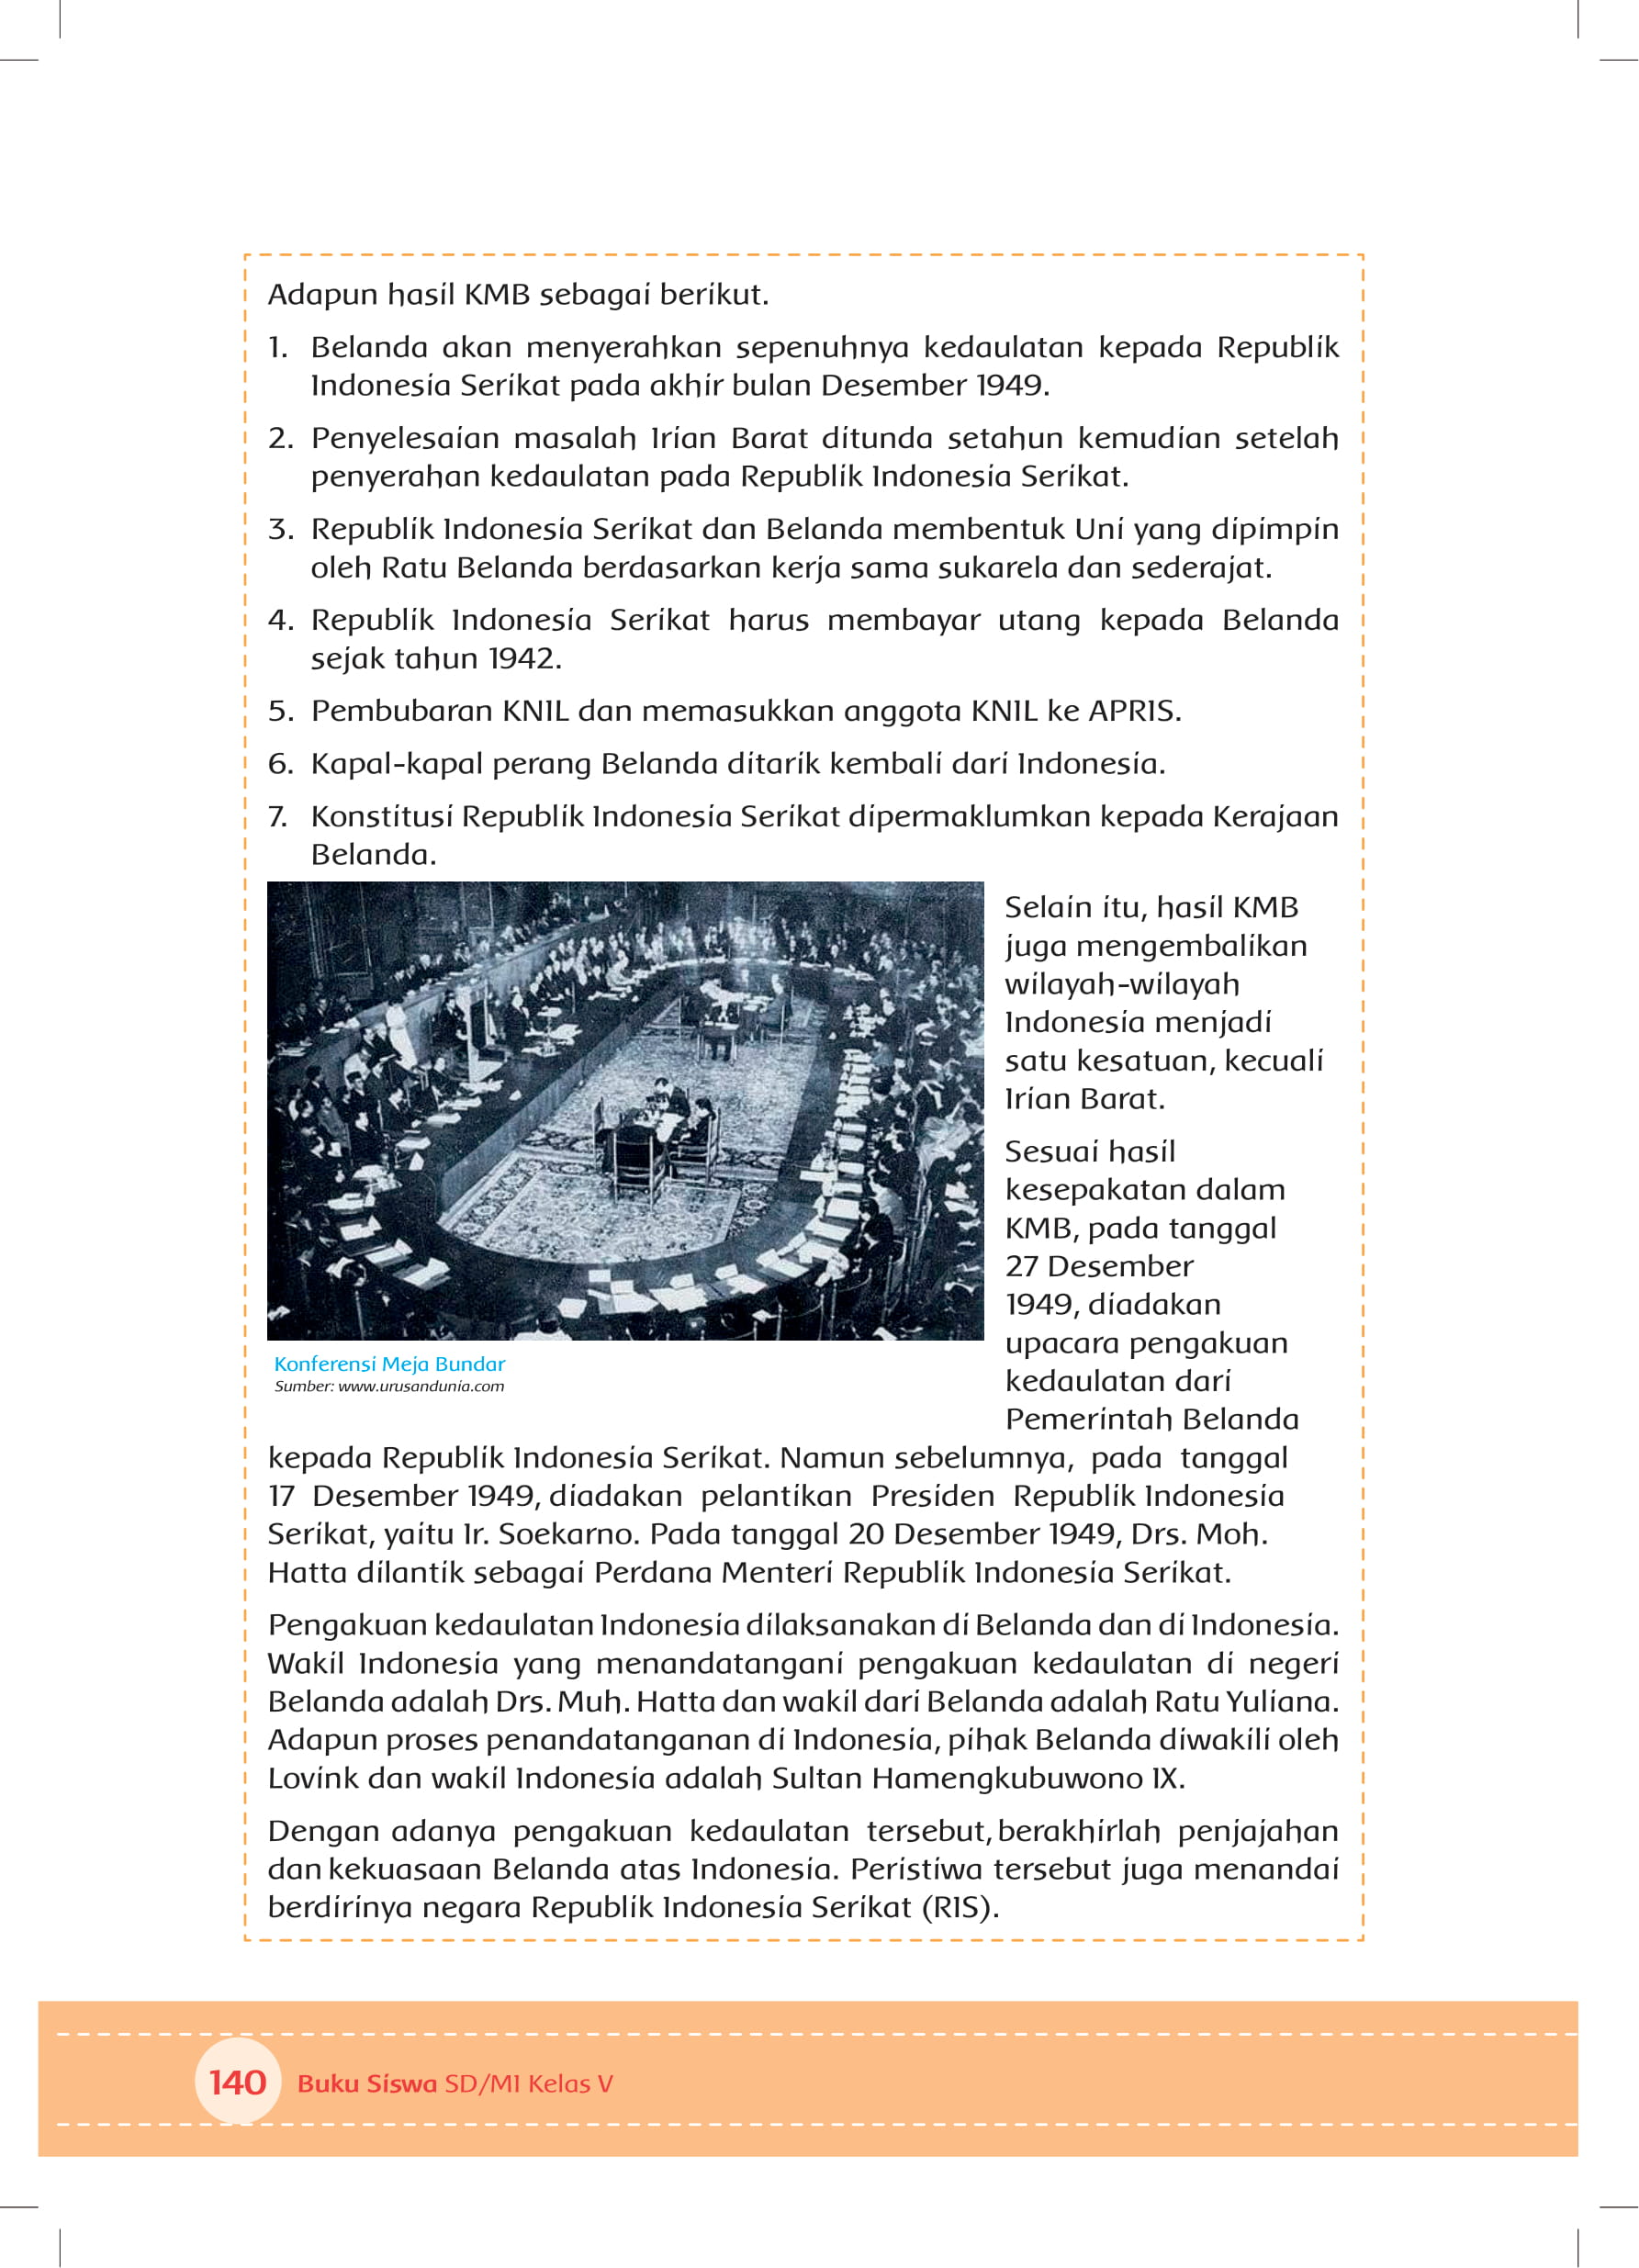 Adapun hasil KMB sebagai berikut.
1. Belanda akan menyerahkan sepenuhnya kedaulatan kepada Republik
Indonesia Serikat pada akhir bulan Desember 1949.
2. Penyelesaian masalah Irian Barat ditunda setahun kemudian setelah
penyerahan kedaulatan pada Republik Indonesia Serikat.
3. Republik Indonesia Serikat dan Belanda membentuk Uni yang dipimpin
oleh Ratu Belanda berdasarkan kerja sama sukarela dan sederajat.
4. Republik Indonesia Serikat harus membayar utang kepada Belanda
sejak tahun 1942.
5. Pembubaran KNIL dan memasukkan anggota KNIL ke APRIS.
6. Kapal-kapal perang Belanda ditarik kembali dari Indonesia.
7. Konstitusi Republik Indonesia Serikat dipermaklumkan kepada Kerajaan
Belanda.
Konferensi Meja Bundar
Sumber: www.urusandunia.com
Selain itu, hasil KMB
juga mengembalikan
wilayah-wilayah
Indonesia menjadi
satu kesatuan, kecuali
Irian Barat.
Sesuai hasil
kesepakatan dalam
KMB, pada tanggal
27 Desember
1949, diadakan
upacara pengakuan
kedaulatan dari
Pemerintah Belanda
kepada Republik Indonesia Serikat. Namun sebelumnya, pada tanggal
17 Desember 1949, diadakan pelantikan Presiden Republik Indonesia
Serikat, yaitu Ir. Soekarno. Pada tanggal 20 Desember 1949, Drs. Moh.
Hatta dilantik sebagai Perdana Menteri Republik Indonesia Serikat.
Pengakuan kedaulatan Indonesia dilaksanakan di Belanda dan di Indonesia.
Wakil Indonesia yang menandatangani pengakuan kedaulatan di negeri
Belanda adalah Drs. Muh. Hatta dan wakil dari Belanda adalah Ratu Yuliana.
Adapun proses penandatanganan di Indonesia, pihak Belanda diwakili oleh
Lovink dan wakil Indonesia adalah Sultan Hamengkubuwono IX.
Dengan adanya pengakuan kedaulatan tersebut, berakhirlah penjajahan
dan kekuasaan Belanda atas Indonesia. Peristiwa tersebut juga menandai
berdirinya negara Republik Indonesia Serikat (RIS).
140 Buku Siswa SD/MI Kelas V